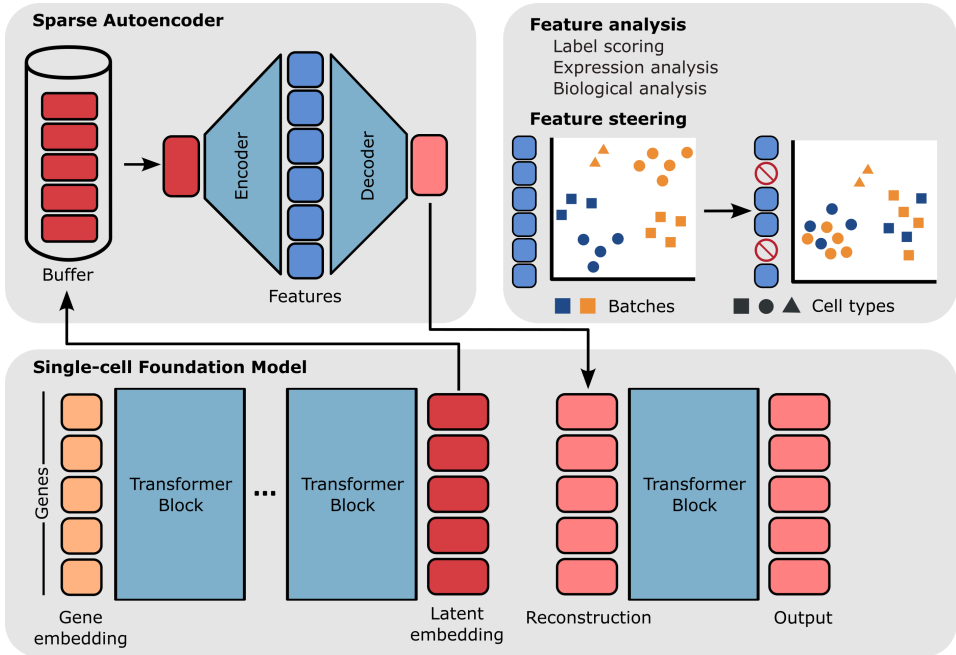 Sparse Autoencoder
Buffer
Encoder
Features
Decoder
Feature analysis
Label scoring
Expression analysis
Biological analysis
Feature steering
Batches
Cell types
Single-cell Foundation Model
Genes
Gene
embedding
Transformer
Block
...
Transformer
Block
Latent
embedding
Reconstruction
Transformer
Block
Output